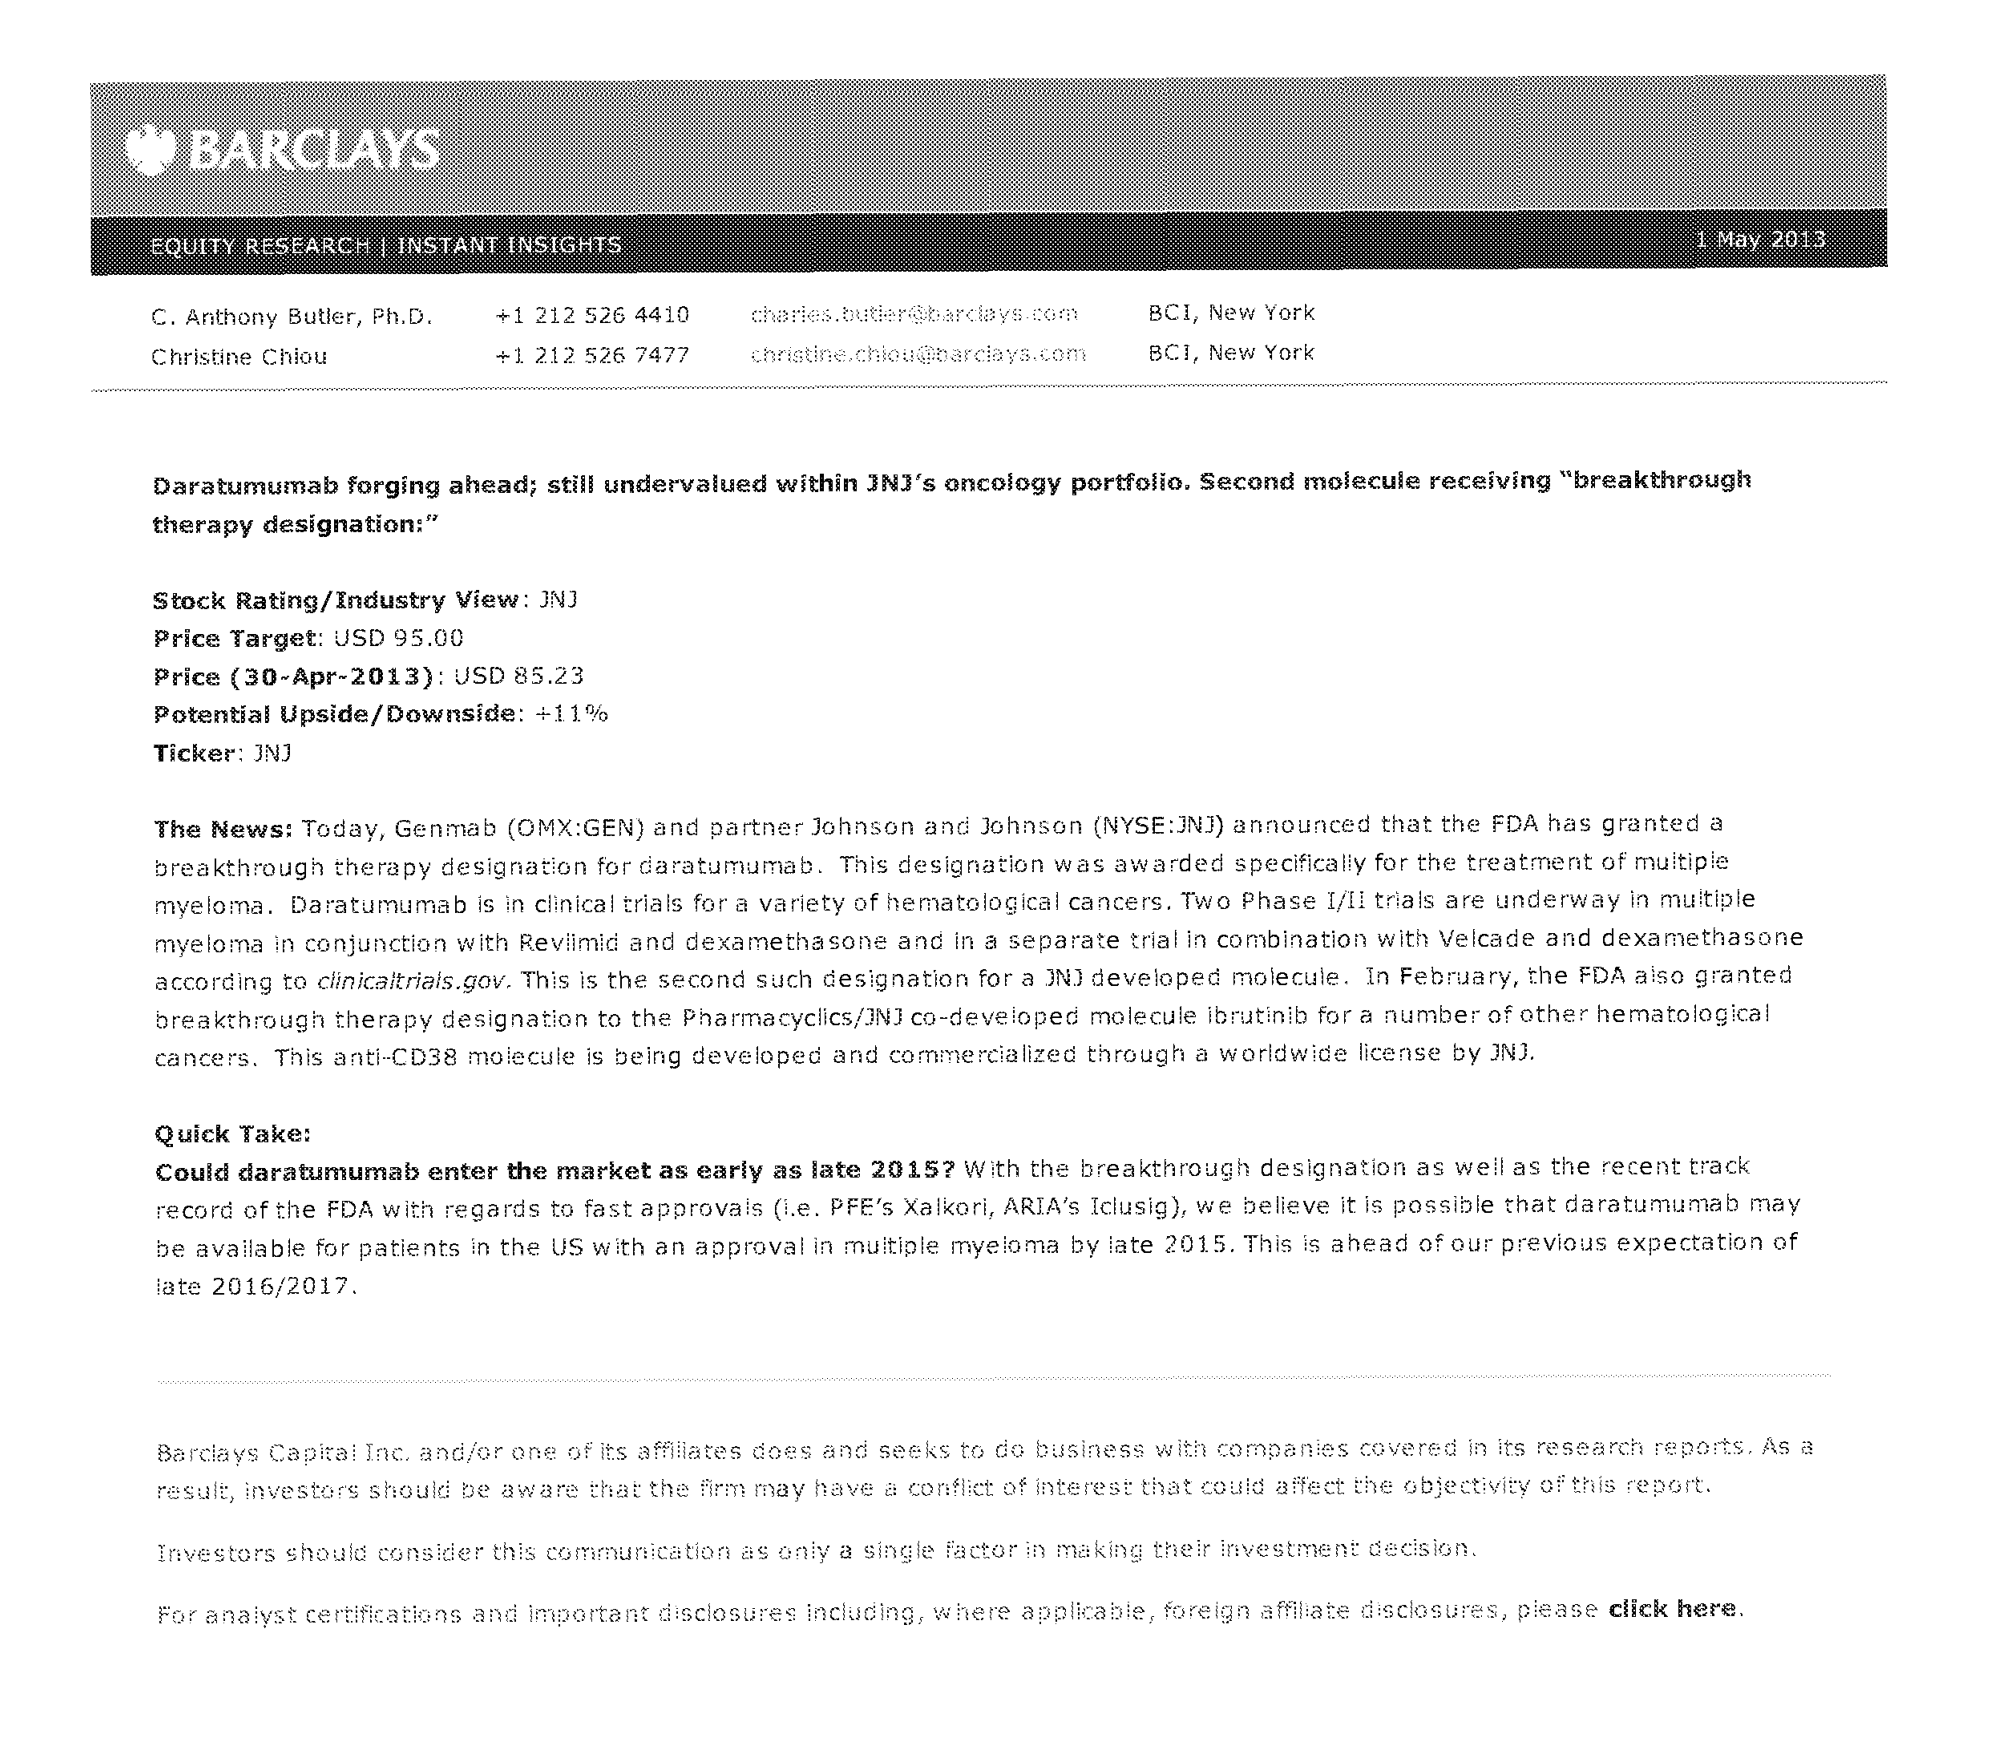 BARCLAYS
EQUITY RESEARCH | INSTANT INSIGHTS 1 May 2013
C. Anthony Butler, Ph.D. +1 212 526 4410 charles.butler@barclays.com BCI, New York
Christine Chiou +1 212 526 7477 christine.chiou@barclays.com BCI, New York
Daratumumab forging ahead; still undervalued within JNJ’s oncology portfolio. Second molecule receiving “breakthrough
therapy designation:”
Stock Rating/Industry View: JNJ
Price Target: USD 95.00
Price (30-Apr-2013): USD 85.23
Potential Upside/Downside: +11%
Ticker: JNJ
The News: Today, Genmab (OMX:GEN) and partner Johnson and Johnson (NYSE:JNJ) announced that the FDA has granted a
breakthrough therapy designation for daratumumab. This designation was awarded specifically for the treatment of multiple
myeloma. Daratumumab is in clinical trials for a variety of hematological cancers. Two Phase I/II trials are underway in multiple
myeloma in conjunction with Revlimid and dexamethasone and in a separate trial in combination with Velcade and dexamethasone
according to clinicaltrials.gov. This is the second such designation for a JNJ developed molecule. In February, the FDA also granted
breakthrough therapy designation to the Pharmacyclics/JNJ co-developed molecule ibrutinib for a number of other hematological
cancers. This anti-CD38 molecule is being developed and commercialized through a worldwide license by JNJ.
Quick Take:
Could daratumumab enter the market as early as late 2015? With the breakthrough designation as well as the recent track
record of the FDA with regards to fast approvals (i.e. PFE’s Xalkori, ARIA’s Iclusig), we believe it is possible that daratumumab may
be available for patients in the US with an approval in multiple myeloma by late 2015. This is ahead of our previous expectation of
late 2016/2017.
Barclays Capital Inc. and/or one of its affiliates does and seeks to do business with companies covered in its research reports. As a
result, investors should be aware that the firm may have a conflict of interest that could affect the objectivity of this report.
Investors should consider this communication as only a single factor in making their investment decision.
For analyst certifications and important disclosures including, where applicable, foreign affiliate disclosures, please click here.